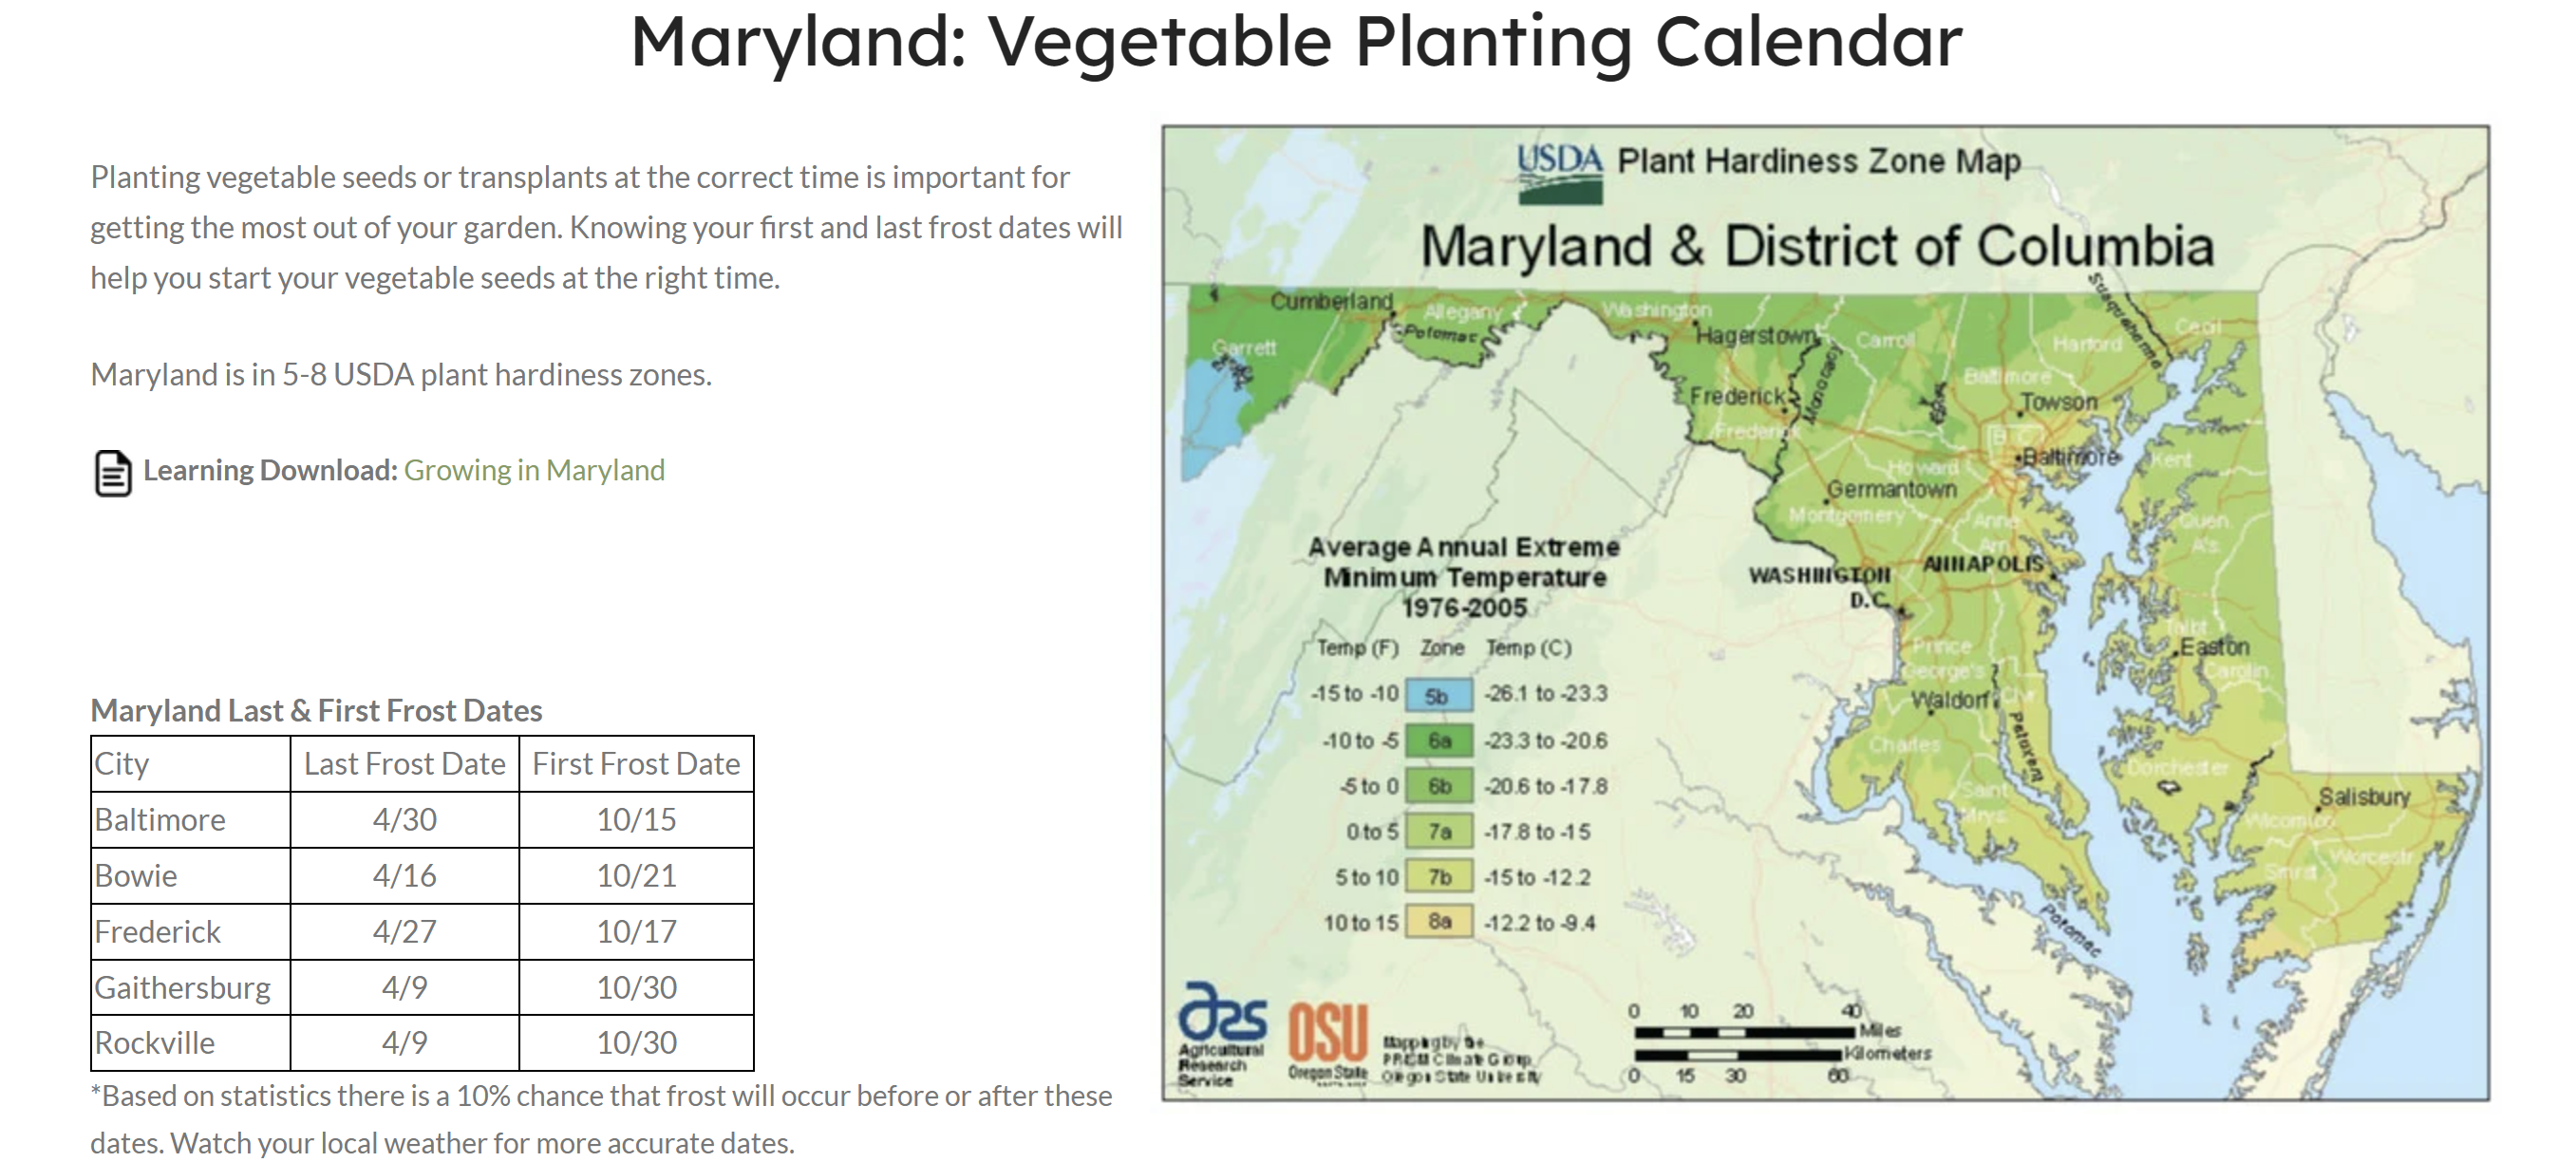 Maryland: Vegetable Planting Calendar
Planting vegetable seeds or transplants at the correct time is important for
getting the most out of your garden. Knowing your first and last frost dates will
help you start your vegetable seeds at the right time.
Maryland is in 5-8 USDA plant hardiness zones.
Learning Download: Growing in Maryland
Maryland Last & First Frost Dates
City Last Frost Date First Frost Date
Baltimore 4/30 10/15
Bowie 4/16 10/21
Frederick 4/27 10/17
Gaithersburg 4/9 10/30
Rockville 4/9 10/30
*Based on statistics there is a 10% chance that frost will occur before or after these
dates. Watch your local weather for more accurate dates.
USDA Plant Hardiness Zone Map
Maryland & District of Columbia
Susquehanna
Cumberland
Allegany
Washington
Cecil
Potomac
Hagerstown
Carroll
Harford
Garrett
Monocacy
Baltimore
Frederick
Towson
Frederick
B.C.
Baltimore
Kent
Howard
Germantown
Montgomery
Anne
Ar.
Quen
A's
ANNAPOLIS
WASHINGTON
D.C.
Talbt
Prince
George's
Easton
Carolin
Waldorf
Clvr
Patuxent
Charles
Dorchester
Saint
Mrys
Salisbury
Wicomico
Worcestr
Smrst
Potomac
Average Annual Extreme
Minimum Temperature
1976-2005
Temp (F) Zone Temp (C)
-15 to -10 5b -26.1 to -23.3
-10 to -5 6a -23.3 to -20.6
-5 to 0 6b -20.6 to -17.8
0 to 5 7a -17.8 to -15
5 to 10 7b -15 to -12.2
10 to 15 8a -12.2 to -9.4
ars
Agricultural
Research
Service
OSU
Oregon State
Mapping by the
PRISM Climate Group
Oregon State University
0 10 20 40
Miles
Kilometers
0 15 30 60